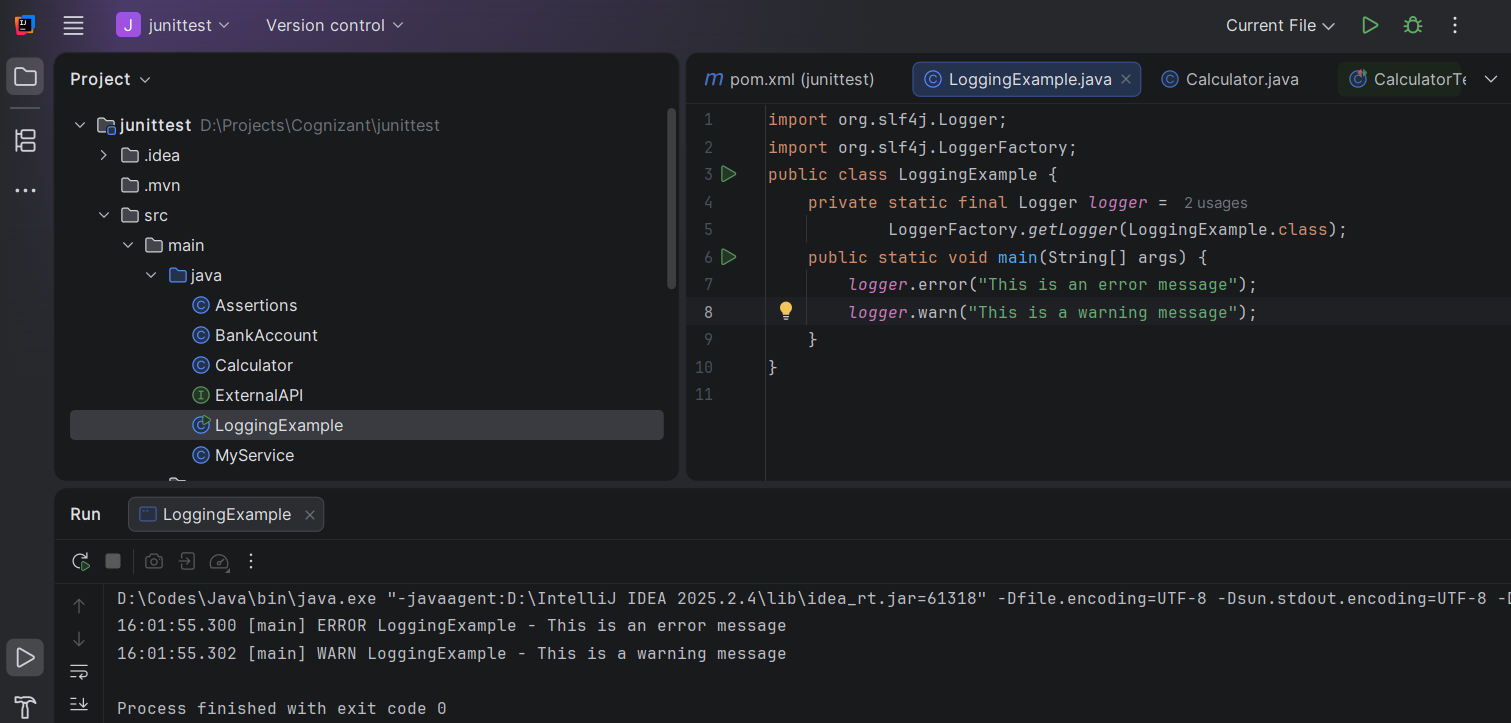 J junittest Version control Current File
Project
junittest D:\Projects\Cognizant\junittest
.idea
.mvn
src
main
java
Assertions
BankAccount
Calculator
ExternalAPI
LoggingExample
MyService
m pom.xml (junittest) LoggingExample.java Calculator.java CalculatorTe
1 import org.slf4j.Logger;
2 import org.slf4j.LoggerFactory;
3 public class LoggingExample {
4     private static final Logger logger = 2 usages
5             LoggerFactory.getLogger(LoggingExample.class);
6     public static void main(String[] args) {
7         logger.error("This is an error message");
8         logger.warn("This is a warning message");
9     }
10 }
11
Run LoggingExample
D:\Codes\Java\bin\java.exe "-javaagent:D:\IntelliJ IDEA 2025.2.4\lib\idea_rt.jar=61318" -Dfile.encoding=UTF-8 -Dsun.stdout.encoding=UTF-8 -D
16:01:55.300 [main] ERROR LoggingExample - This is an error message
16:01:55.302 [main] WARN LoggingExample - This is a warning message
Process finished with exit code 0